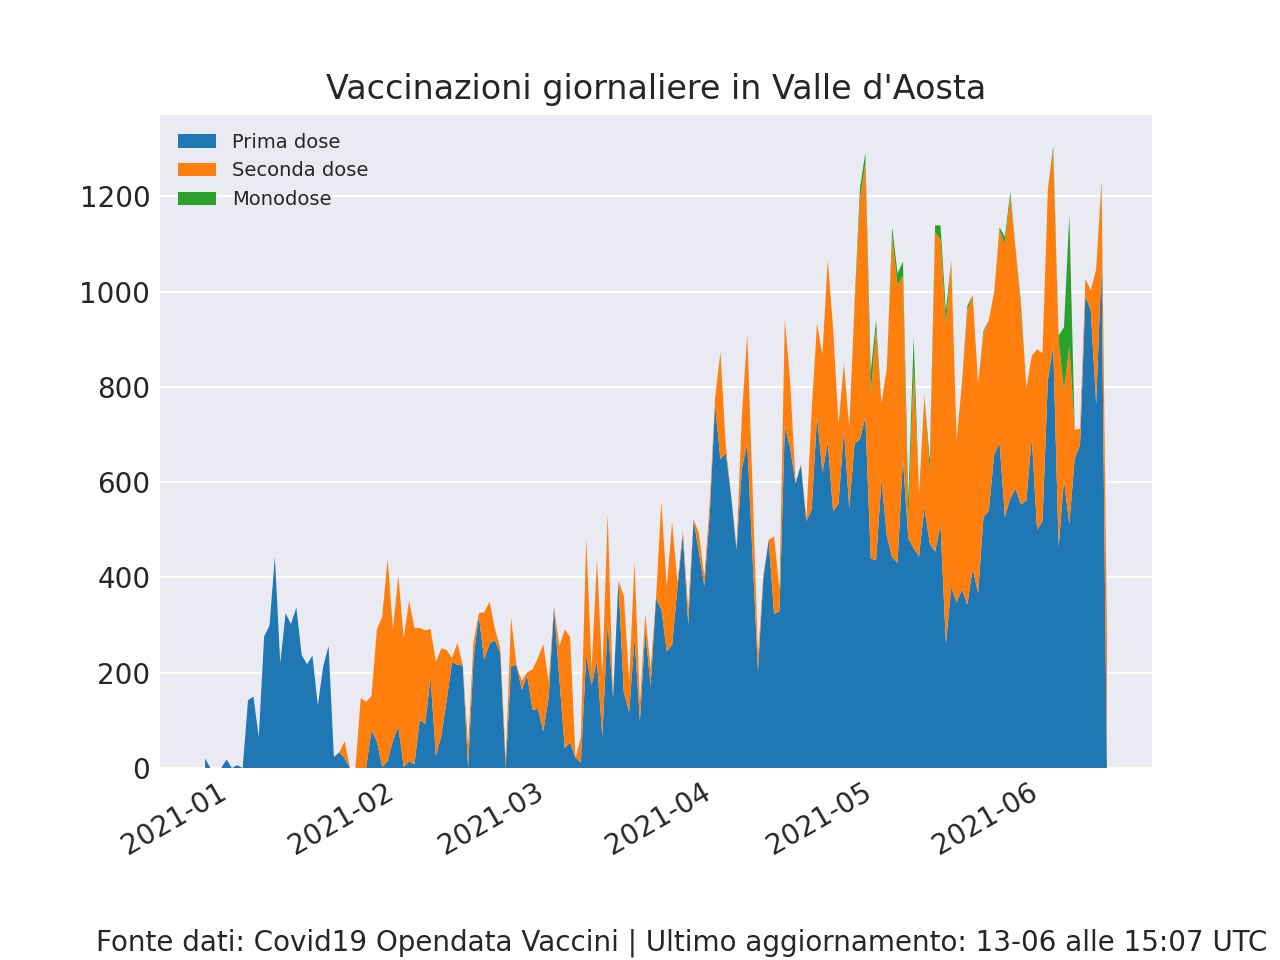 Vaccinazioni giornaliere in Valle d'Aosta
Prima dose
Seconda dose
Monodose
1200
1000
800
600
400
200
0
2021-01
2021-02
2021-03
2021-04
2021-05
2021-06
Fonte dati: Covid19 Opendata Vaccini | Ultimo aggiornamento: 13-06 alle 15:07 UTC